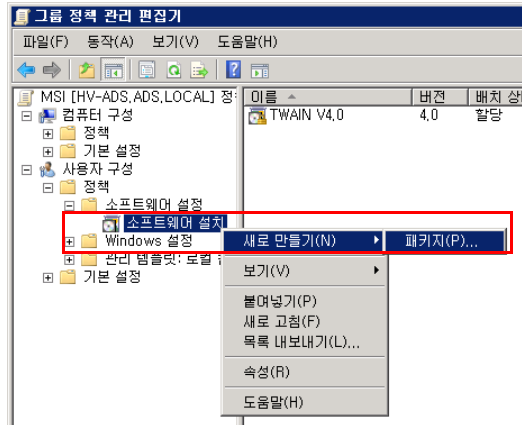 그룹 정책 관리 편집기
파일(F) 동작(A) 보기(V) 도움말(H)
MSI [HV-ADS.ADS.LOCAL] 정
컴퓨터 구성
정책
기본 설정
사용자 구성
정책
소프트웨어 설정
소프트웨어 설치
Windows 설정
관리 템플릿: 로컬
기본 설정
이름 버전 배치 상
TWAIN V4.0 4.0 할당
새로 만들기(N)
패키지(P)...
보기(V)
붙여넣기(P)
새로 고침(F)
목록 내보내기(L)...
속성(R)
도움말(H)